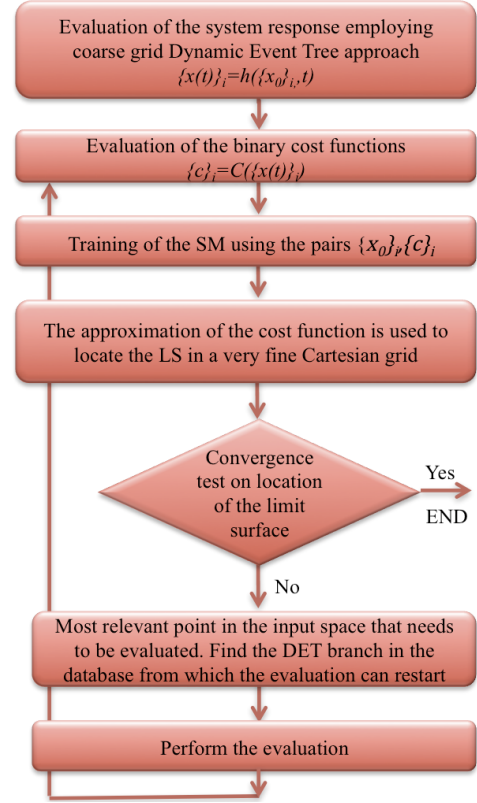 Evaluation of the system response employing
coarse grid Dynamic Event Tree approach
{x(t)}ᵢ=h({x₀}ᵢ,,t)
Evaluation of the binary cost functions
{c}ᵢ=C({x(t)}ᵢ)
Training of the SM using the pairs {x₀}ᵢ,{c}ᵢ
The approximation of the cost function is used to
locate the LS in a very fine Cartesian grid
Convergence
test on location
of the limit
surface
Yes
END
No
Most relevant point in the input space that needs
to be evaluated. Find the DET branch in the
database from which the evaluation can restart
Perform the evaluation